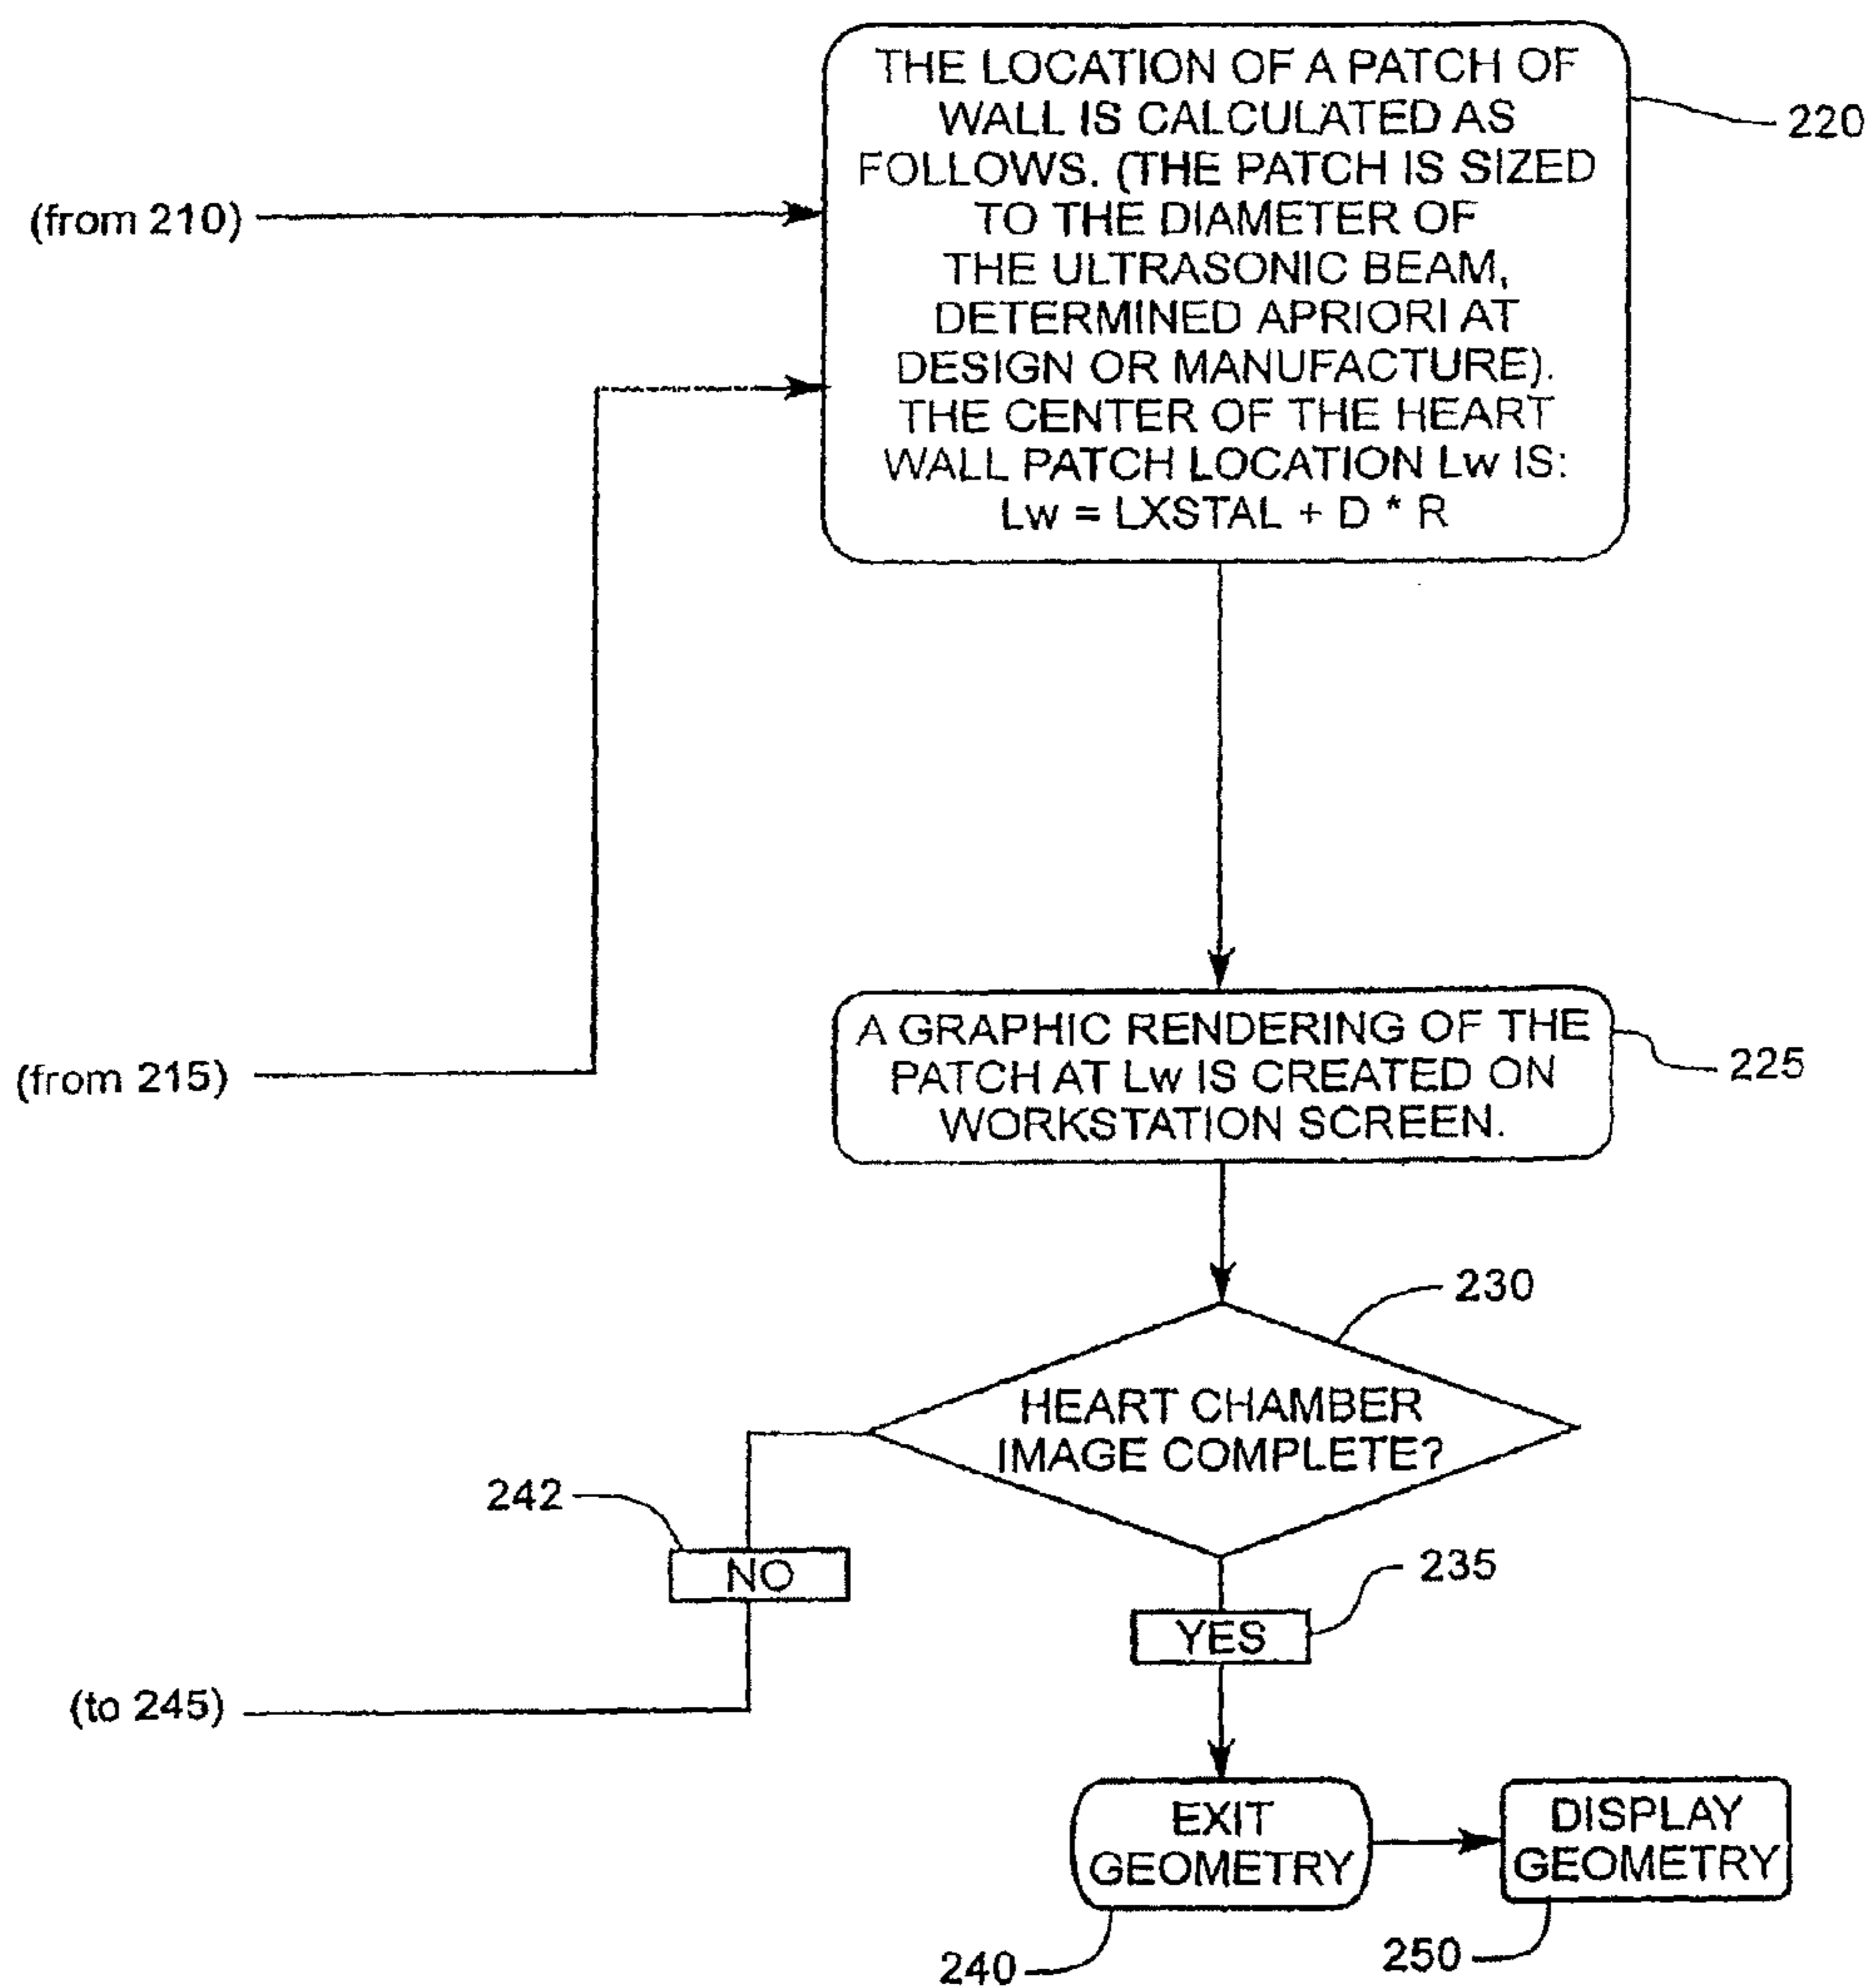 THE LOCATION OF A PATCH OF
WALL IS CALCULATED AS
FOLLOWS. (THE PATCH IS SIZED
TO THE DIAMETER OF
THE ULTRASONIC BEAM,
DETERMINED APRIORI AT
DESIGN OR MANUFACTURE).
THE CENTER OF THE HEART
WALL PATCH LOCATION Lw IS:
Lw = LXSTAL + D * R
220
(from 210)
(from 215)
A GRAPHIC RENDERING OF THE
PATCH AT Lw IS CREATED ON
WORKSTATION SCREEN.
225
230
HEART CHAMBER
IMAGE COMPLETE?
242
NO
235
YES
(to 245)
EXIT
GEOMETRY
DISPLAY
GEOMETRY
240
250